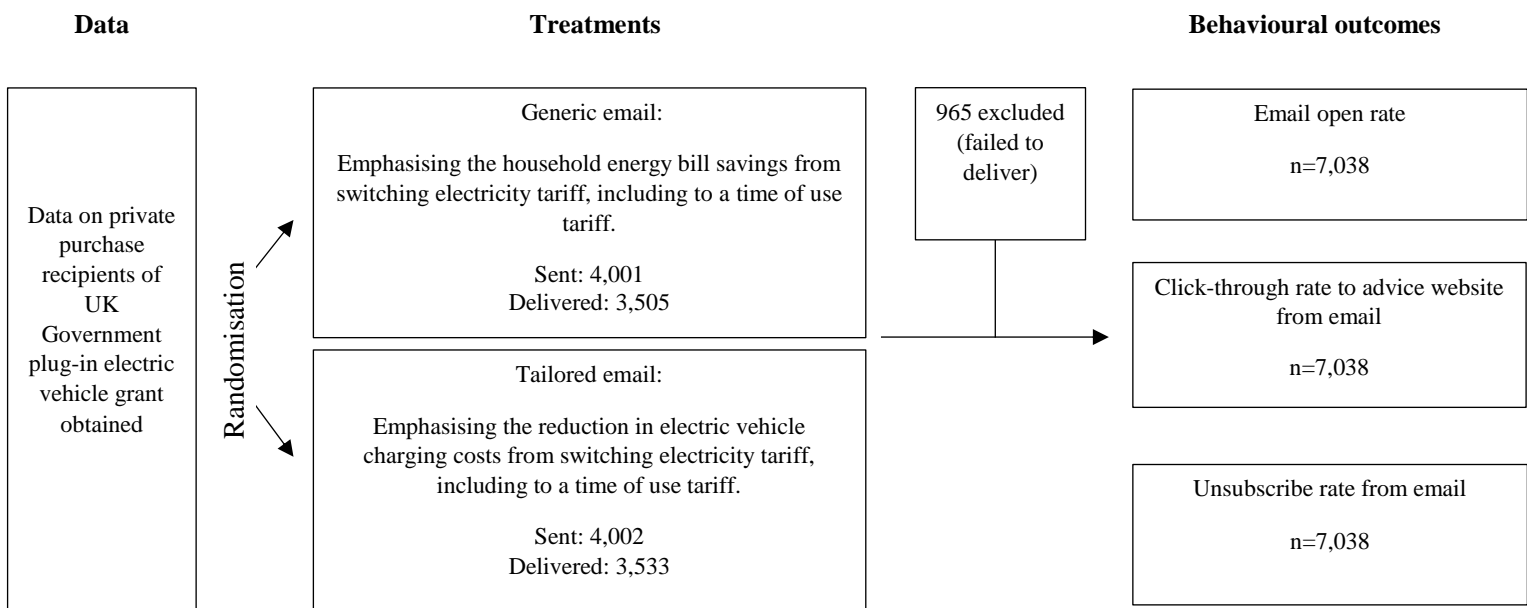 Data
Treatments
Behavioural outcomes
Data on private
purchase
recipients of
UK
Government
plug-in electric
vehicle grant
obtained
Randomisation
Generic email:
Emphasising the household energy bill savings from
switching electricity tariff, including to a time of use
tariff.
Sent: 4,001
Delivered: 3,505
Tailored email:
Emphasising the reduction in electric vehicle
charging costs from switching electricity tariff,
including to a time of use tariff.
Sent: 4,002
Delivered: 3,533
965 excluded
(failed to
deliver)
Email open rate
n=7,038
Click-through rate to advice website
from email
n=7,038
Unsubscribe rate from email
n=7,038